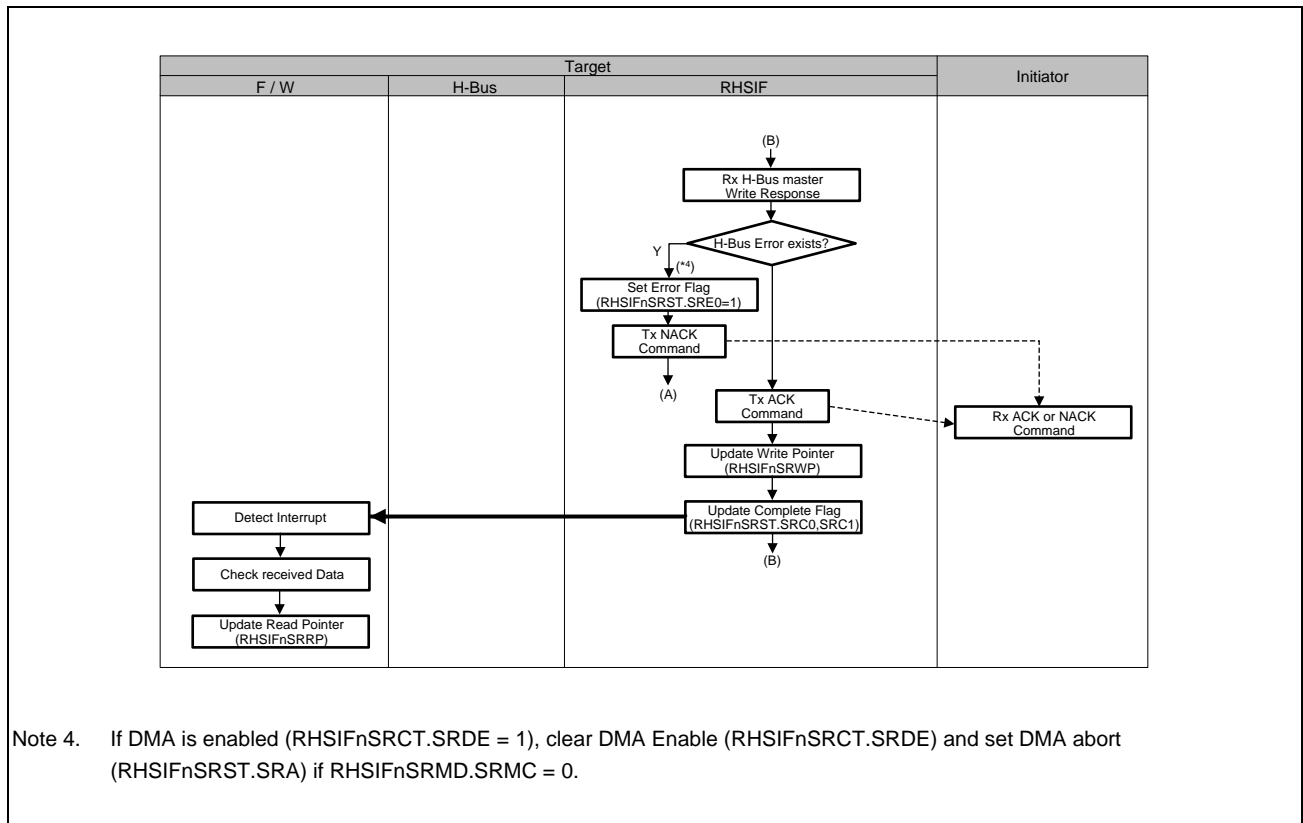 Target
Initiator
F / W
H-Bus
RHSIF
(B)
Rx H-Bus master
Write Response
H-Bus Error exists?
Y
(*4)
Set Error Flag
(RHSIFnSRST.SRE0=1)
Tx NACK
Command
(A)
Tx ACK
Command
Rx ACK or NACK
Command
Update Write Pointer
(RHSIFnSRWP)
Detect Interrupt
Update Complete Flag
(RHSIFnSRST.SRC0,SRC1)
(B)
Check received Data
Update Read Pointer
(RHSIFnSRRP)
Note 4. If DMA is enabled (RHSIFnSRCT.SRDE = 1), clear DMA Enable (RHSIFnSRCT.SRDE) and set DMA abort
(RHSIFnSRST.SRA) if RHSIFnSRMD.SRMC = 0.